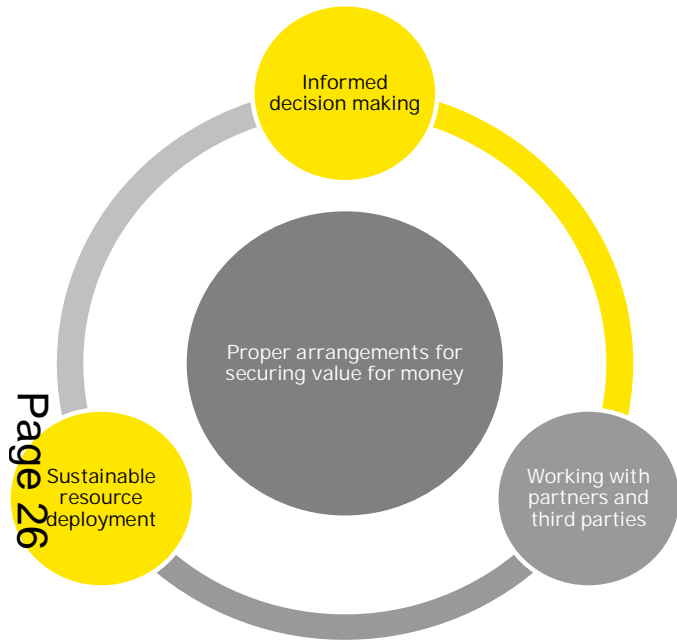 Informed
decision making
Proper arrangements for
securing value for money
Page 26
Sustainable
resource
deployment
Working with
partners and
third parties